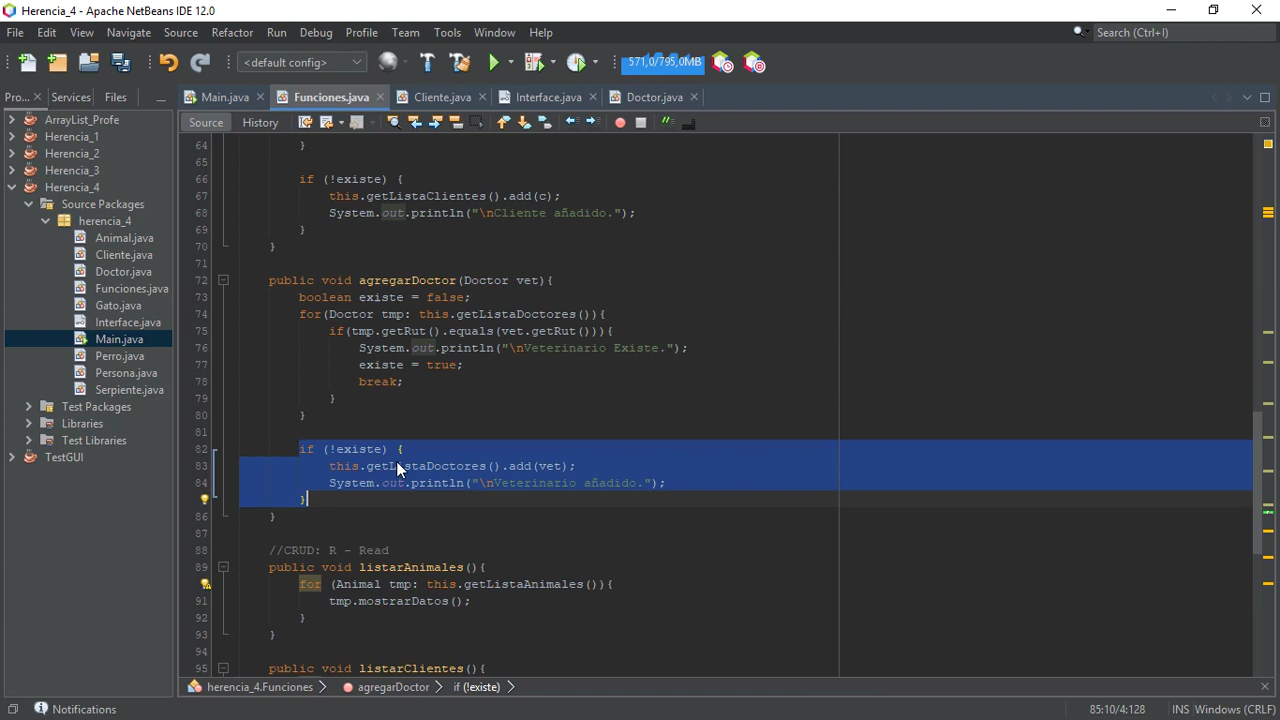 Herencia_4 - Apache NetBeans IDE 12.0
File Edit View Navigate Source Refactor Run Debug Profile Team Tools Window Help
Search (Ctrl+I)
<default config>
571,0/795,0MB
Pro... Services Files
Main.java Funciones.java Cliente.java Interface.java Doctor.java
Source History
ArrayList_Profe
Herencia_1
Herencia_2
Herencia_3
Herencia_4
Source Packages
herencia_4
Animal.java
Cliente.java
Doctor.java
Funciones.java
Gato.java
Interface.java
Main.java
Perro.java
Persona.java
Serpiente.java
Test Packages
Libraries
Test Libraries
TestGUI
64 }
65
66 if (!existe) {
67 this.getListaClientes().add(c);
68 System.out.println("\nCliente añadido.");
69 }
70 }
71
72 public void agregarDoctor(Doctor vet){
73 boolean existe = false;
74 for(Doctor tmp: this.getListaDoctores()){
75 if(tmp.getRut().equals(vet.getRut())){
76 System.out.println("\nVeterinario Existe.");
77 existe = true;
78 break;
79 }
80 }
81
82 if (!existe) {
83 this.getListaDoctores().add(vet);
84 System.out.println("\nVeterinario añadido.");
}
86 }
87
88 //CRUD: R - Read
89 public void listarAnimales(){
for (Animal tmp: this.getListaAnimales()){
91 tmp.mostrarDatos();
92 }
93 }
94
95 public void listarClientes(){
herencia_4.Funciones agregarDoctor if (!existe)
Notifications
85:10/4:128 INS Windows (CRLF)